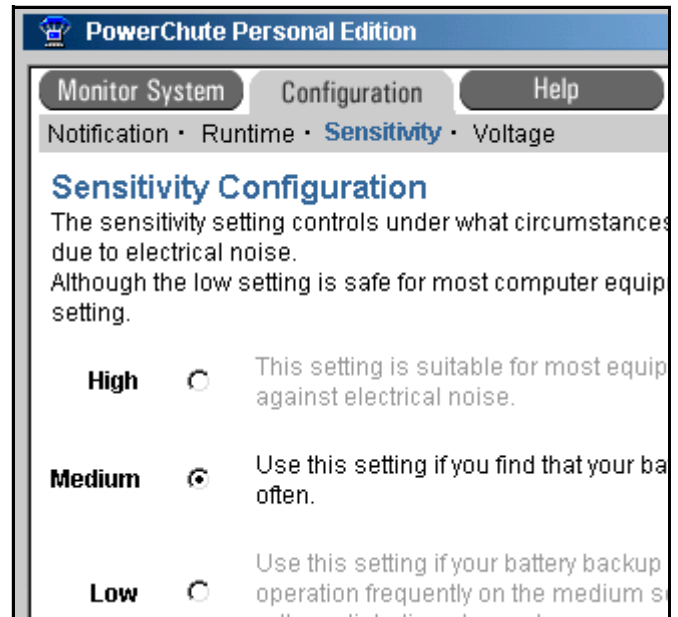 PowerChute Personal Edition
Monitor System Configuration Help
Notification · Runtime · Sensitivity · Voltage
Sensitivity Configuration
The sensitivity setting controls under what circumstances
due to electrical noise.
Although the low setting is safe for most computer equip
setting.
High This setting is suitable for most equip
against electrical noise.
Medium Use this setting if you find that your ba
often.
Use this setting if your battery backup
Low operation frequently on the medium s